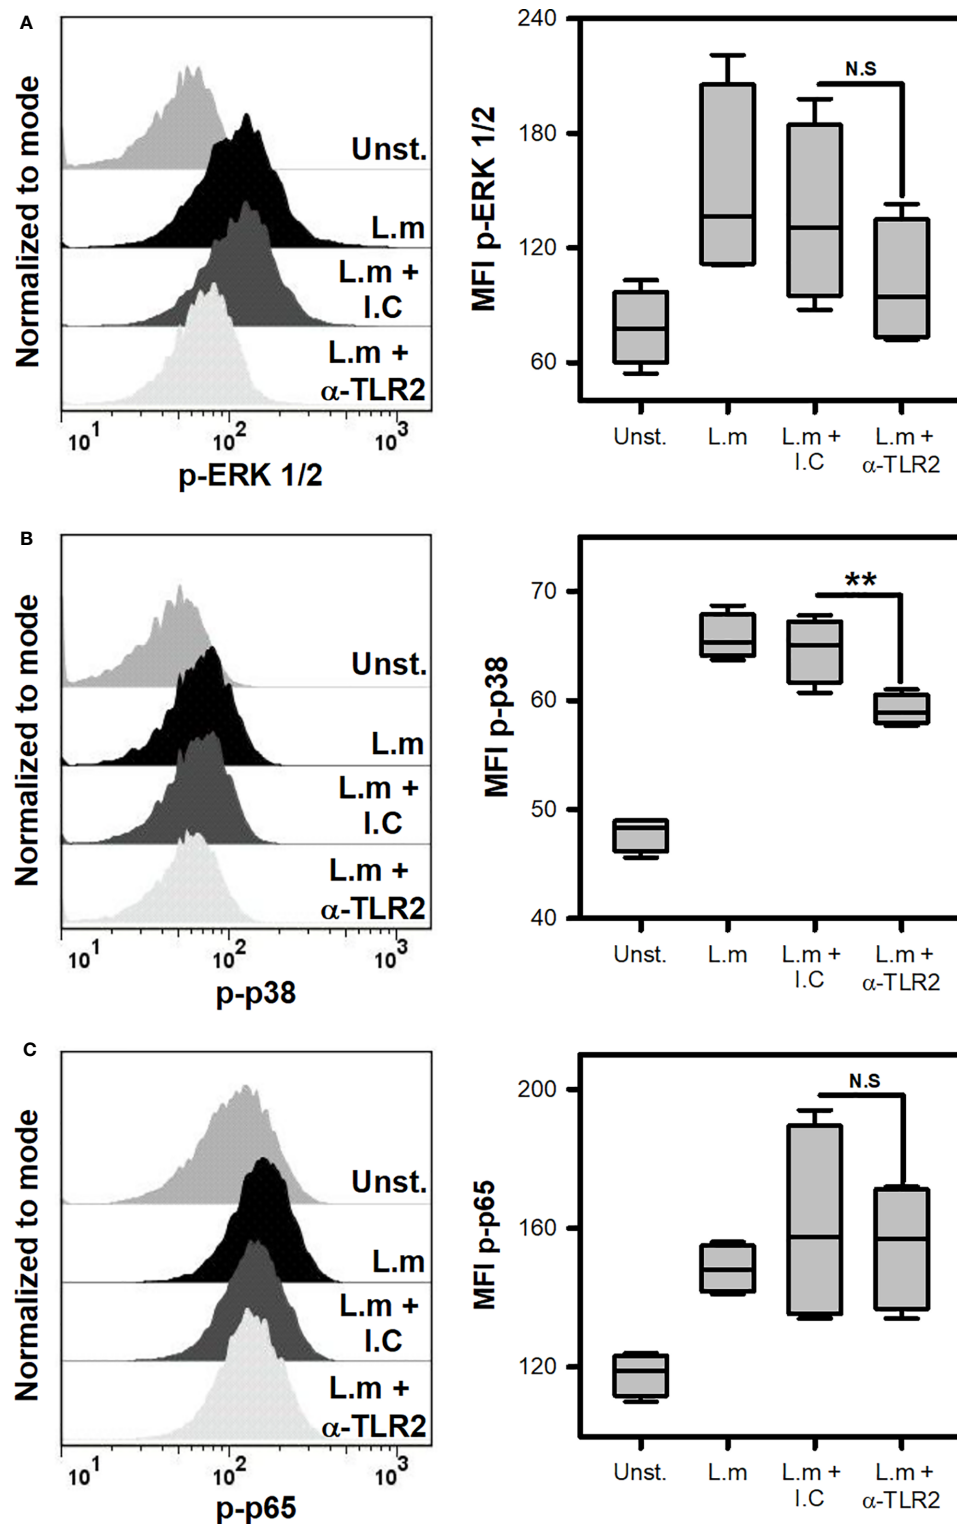 A
Normalized to mode
Unst.
L.m
L.m +
I.C
L.m +
α-TLR2
10¹ 10² 10³
p-ERK 1/2
MFI p-ERK 1/2
240
180
120
60
N.S
Unst. L.m L.m + I.C L.m + α-TLR2
B
Normalized to mode
Unst.
L.m
L.m +
I.C
L.m +
α-TLR2
10¹ 10² 10³
p-p38
MFI p-p38
70
60
50
40
**
Unst. L.m L.m + I.C L.m + α-TLR2
C
Normalized to mode
Unst.
L.m
L.m +
I.C
L.m +
α-TLR2
10¹ 10² 10³
p-p65
MFI p-p65
200
160
120
N.S
Unst. L.m L.m + I.C L.m + α-TLR2